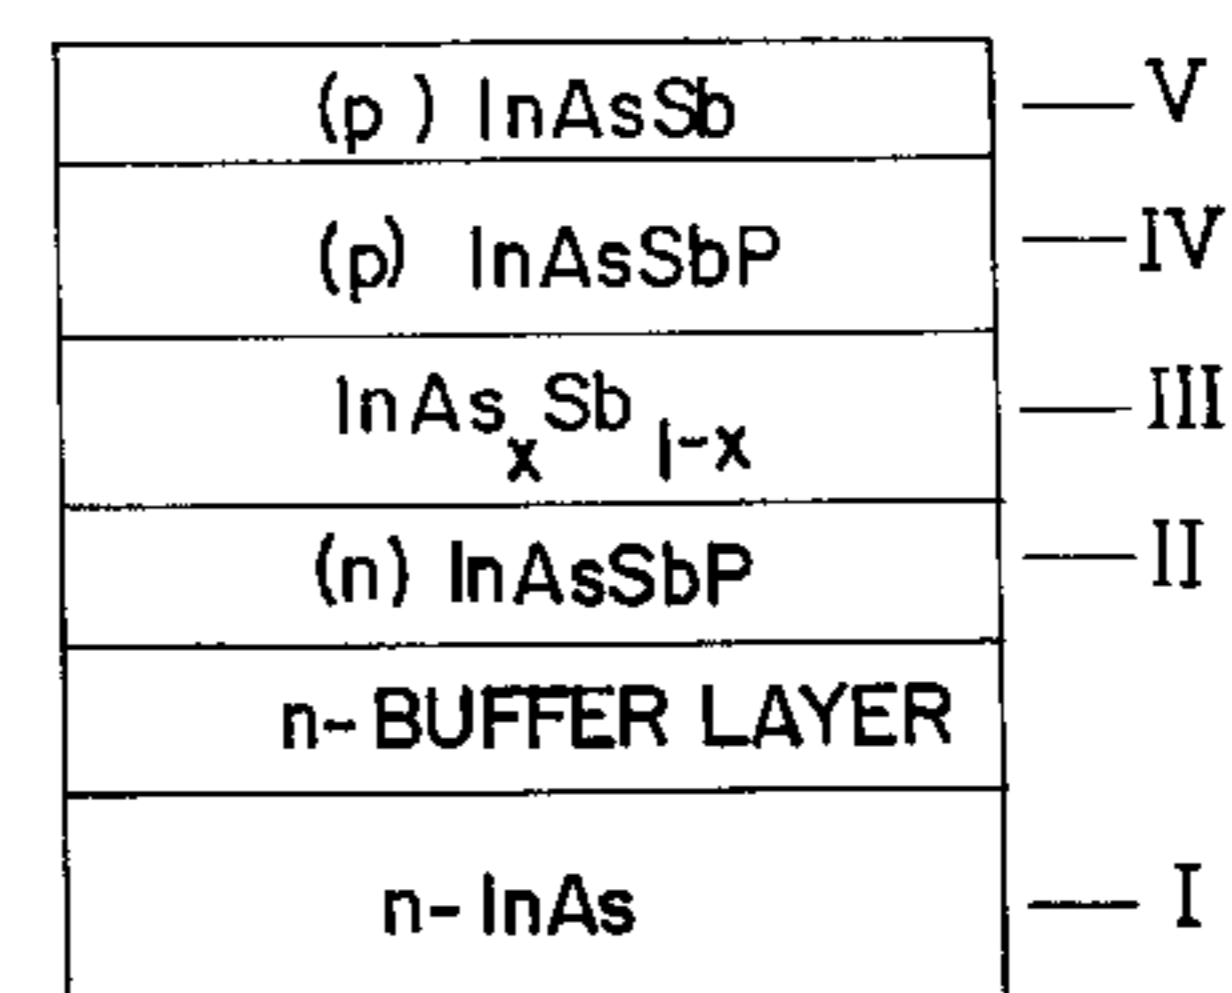 (p) InAsSb — V
(p) InAsSbP — IV
InAsxSb1-x — III
(n) InAsSbP — II
n-BUFFER LAYER
n-InAs — I